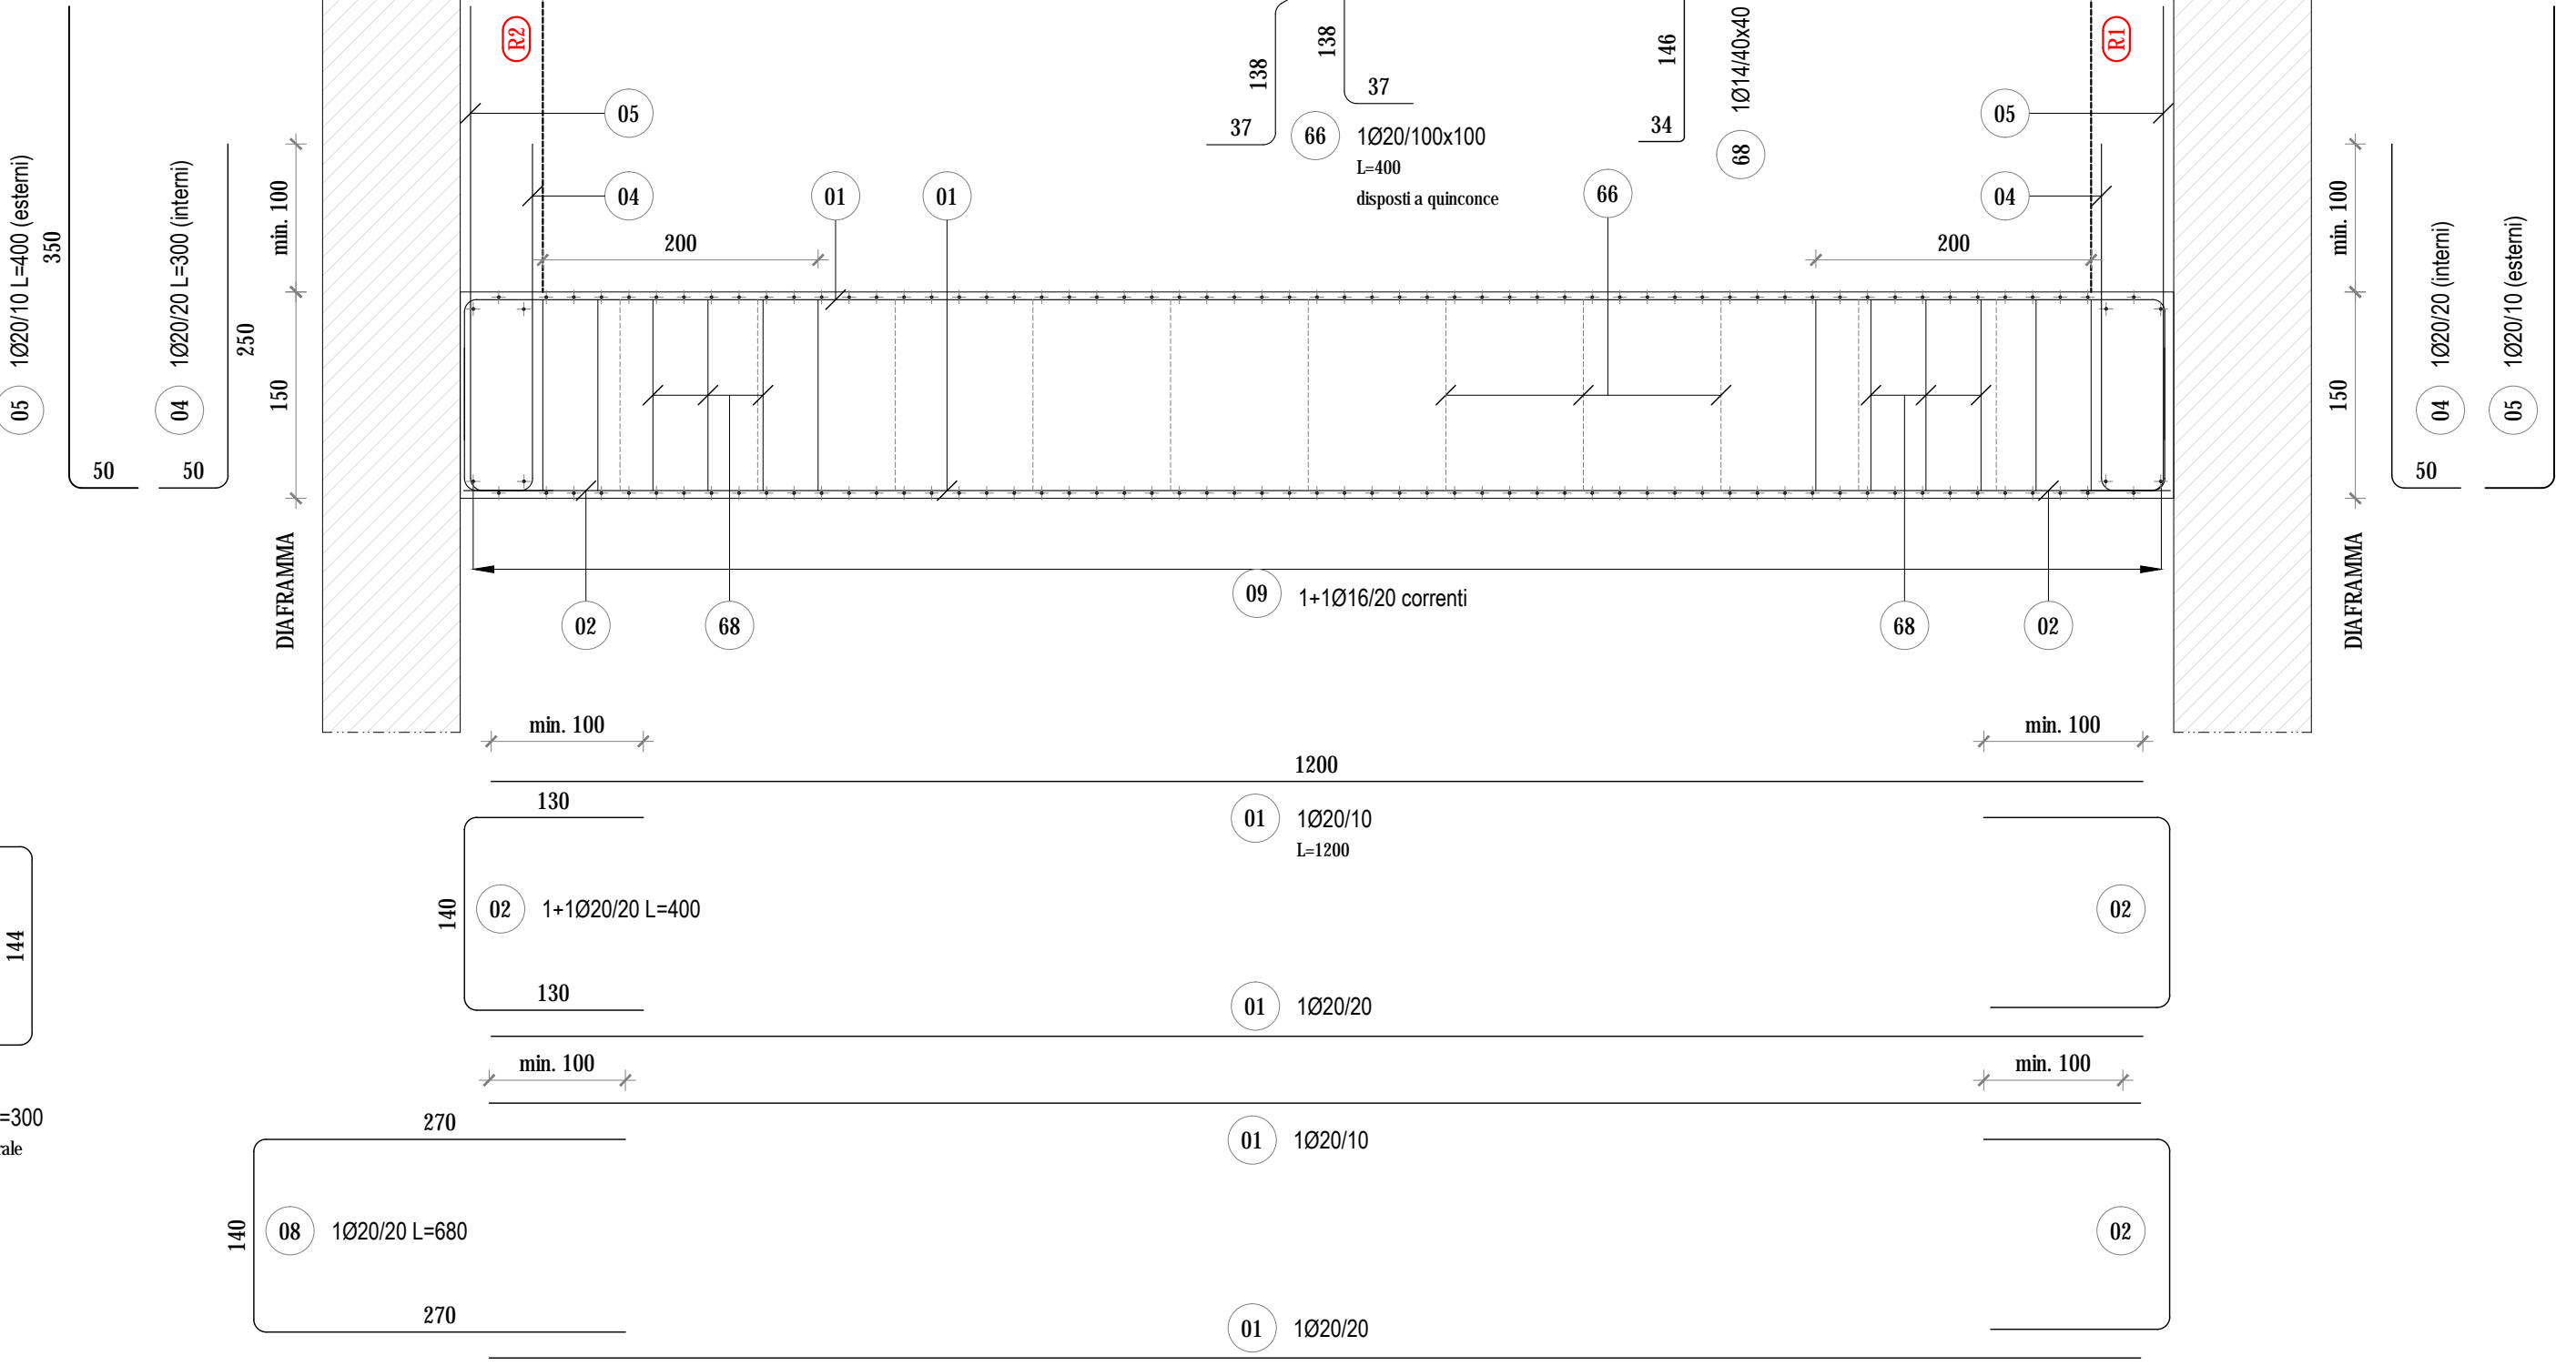 R2
138
138
37
37
66
1Ø20/100x100
L=400
disposti a quinconce
146
34
68 1Ø14/40x40
R1
05
04
01
01
66
05
04
200
200
05 1Ø20/10 L=400 (esterni)
350
50
04 1Ø20/20 L=300 (interni)
250
50
min. 100
150
DIAFRAMMA
min. 100
150
DIAFRAMMA
04 1Ø20/20 (interni)
05 1Ø20/10 (esterni)
50
09 1+1Ø16/20 correnti
02
68
68
02
min. 100
min. 100
1200
130
01 1Ø20/10
L=1200
140
02 1+1Ø20/20 L=400
02
144
130
01 1Ø20/20
min. 100
min. 100
=300
270
01 1Ø20/10
140
08 1Ø20/20 L=680
02
270
01 1Ø20/20